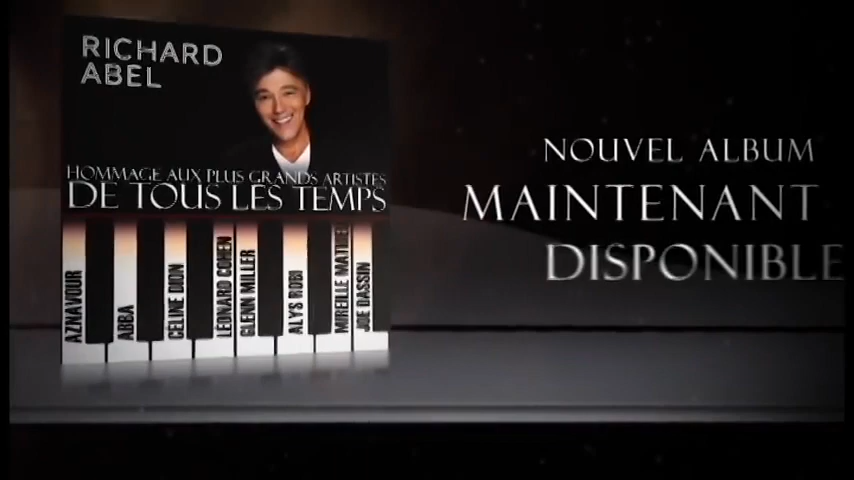 RICHARD
ABEL
HOMMAGE AUX PLUS GRANDS ARTISTES
DE TOUS LES TEMPS
AZNAVOUR
ABBA
CELINE DION
LEONARD COHEN
GLENN MILLER
ALYS ROBI
MIREILLE MATHIEU
JOE DASSIN
NOUVEL ALBUM
MAINTENANT
DISPONIBLE